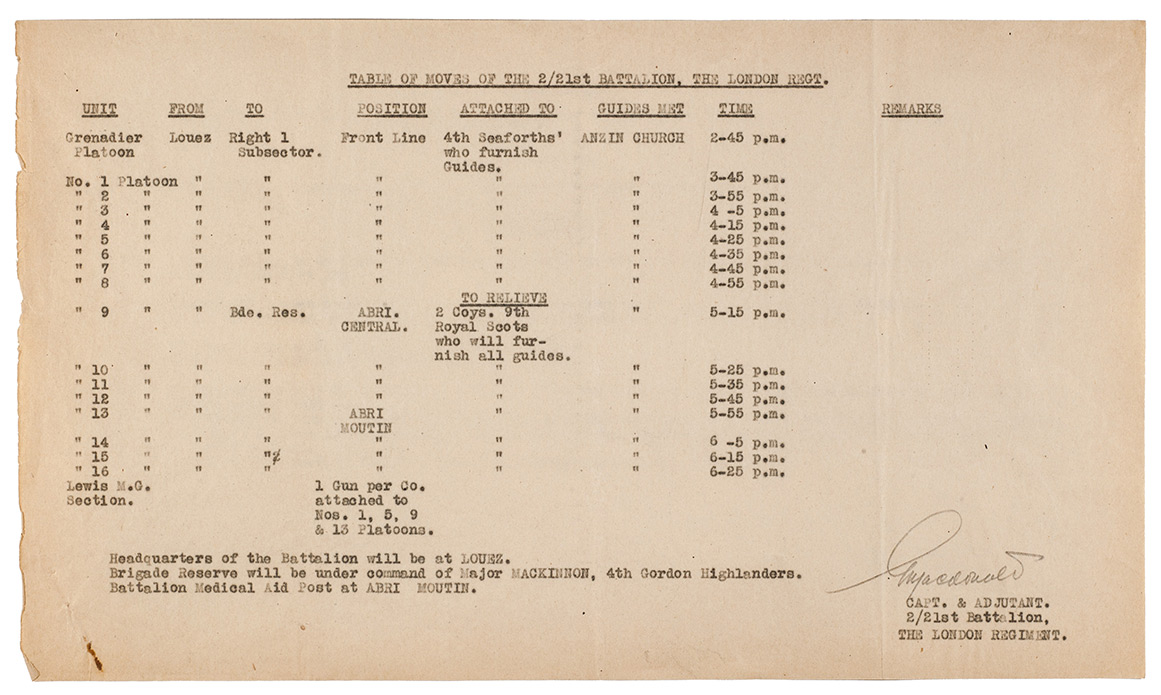 TABLE OF MOVES OF THE 2/21st BATTALION, THE LONDON REGT.
UNIT FROM TO POSITION ATTACHED TO GUIDES MET TIME REMARKS
Grenadier Louez Right 1 Front Line 4th Seaforths' ANZIN CHURCH 2-45 p.m.
Platoon Subsector. who furnish
Guides.
No. 1 Platoon " " " " " 3-45 p.m.
" 2 " " " " " " 3-55 p.m.
" 3 " " " " " " 4 -5 p.m.
" 4 " " " " " " 4-15 p.m.
" 5 " " " " " " 4-25 p.m.
" 6 " " " " " " 4-35 p.m.
" 7 " " " " " " 4-45 p.m.
" 8 " " " " " " 4-55 p.m.
TO RELIEVE
" 9 " " Bde. Res. ABRI. 2 Coys. 9th " 5-15 p.m.
CENTRAL. Royal Scots
who will fur-
nish all guides.
" 10 " " " " " " 5-25 p.m.
" 11 " " " " " " 5-35 p.m.
" 12 " " " " " " 5-45 p.m.
" 13 " " " ABRI " " 5-55 p.m.
MOUTIN
" 14 " " " " " " 6 -5 p.m.
" 15 " " " " " " 6-15 p.m.
" 16 " " " " " " 6-25 p.m.
Lewis M.G. 1 Gun per Co.
Section. attached to
Nos. 1, 5, 9
& 13 Platoons.
Headquarters of the Battalion will be at LOUEZ.
Brigade Reserve will be under command of Major MACKINNON, 4th Gordon Highlanders.
Battalion Medical Aid Post at ABRI MOUTIN.
Macdonald
CAPT. & ADJUTANT.
2/21st Battalion,
THE LONDON REGIMENT.